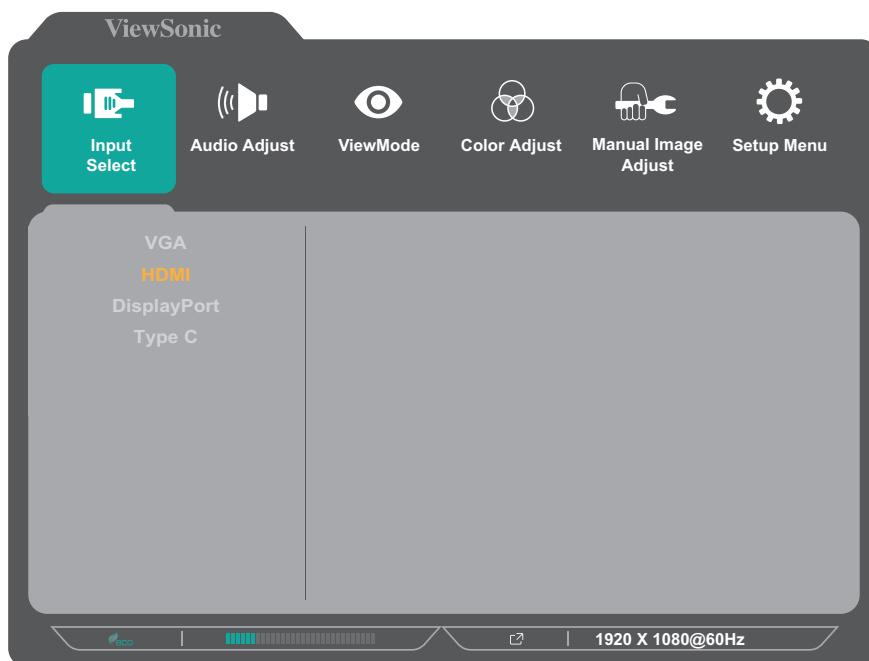 ViewSonic
Input
Select
Audio Adjust
ViewMode
Color Adjust
Manual Image
Adjust
Setup Menu
VGA
HDMI
DisplayPort
Type C
eco
1920 X 1080@60Hz